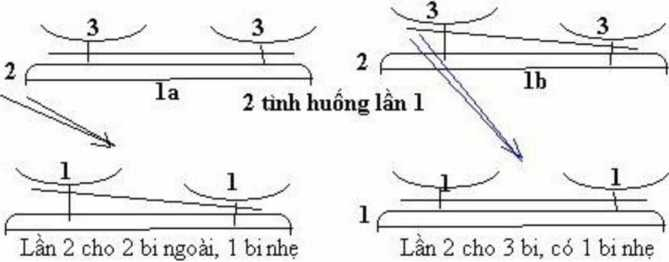 3 3
2
1a
3 3
2
1b
2 tình huống lần 1
1 1
Lần 2 cho 2 bi ngoài, 1 bi nhẹ
1 1
1
Lần 2 cho 3 bi, có 1 bi nhẹ